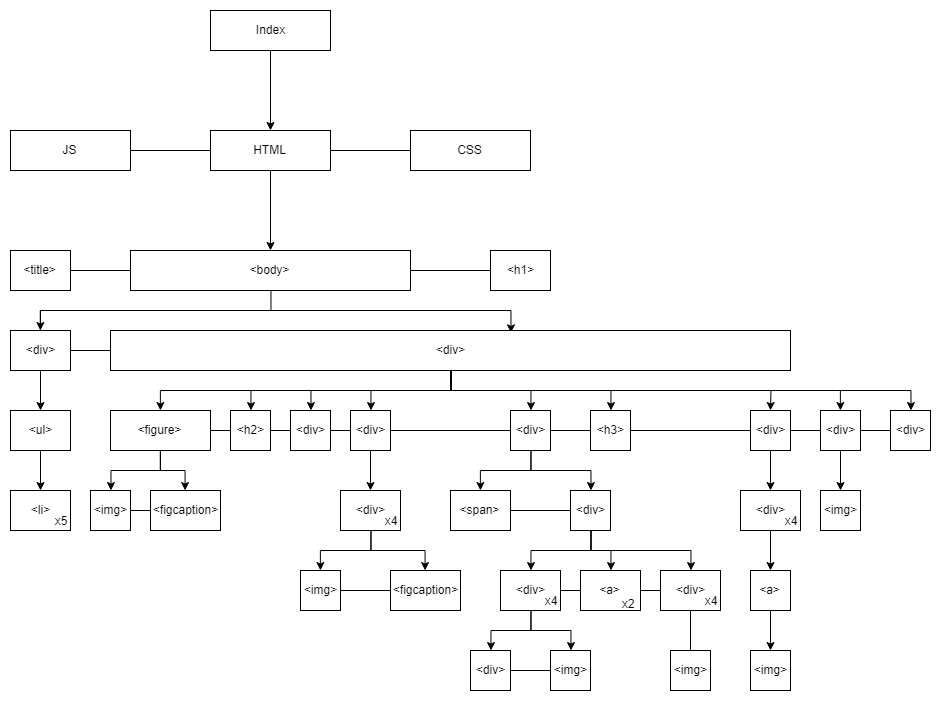 Index
JS
HTML
CSS
<title>
<body>
<h1>
<div>
<div>
<ul>
<figure>
<h2>
<div>
<div>
<div>
<h3>
<div>
<div>
<div>
<li>
x5
<img>
<figcaption>
<div>
x4
<span>
<div>
<div>
x4
<img>
<img>
<figcaption>
<div>
x4
<a>
x2
<div>
x4
<a>
<div>
<img>
<img>
<img>